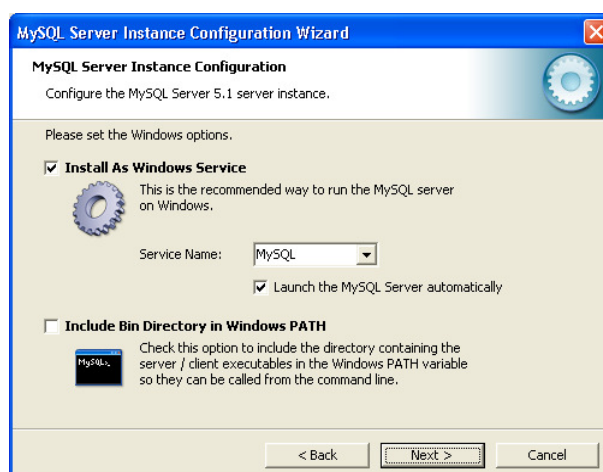 MySQL Server Instance Configuration Wizard
MySQL Server Instance Configuration
Configure the MySQL Server 5.1 server instance.
Please set the Windows options.
Install As Windows Service
This is the recommended way to run the MySQL server
on Windows.
Service Name: MySQL
Launch the MySQL Server automatically
Include Bin Directory in Windows PATH
Check this option to include the directory containing the
server / client executables in the Windows PATH variable
so they can be called from the command line.
MySQL>_
< Back Next > Cancel